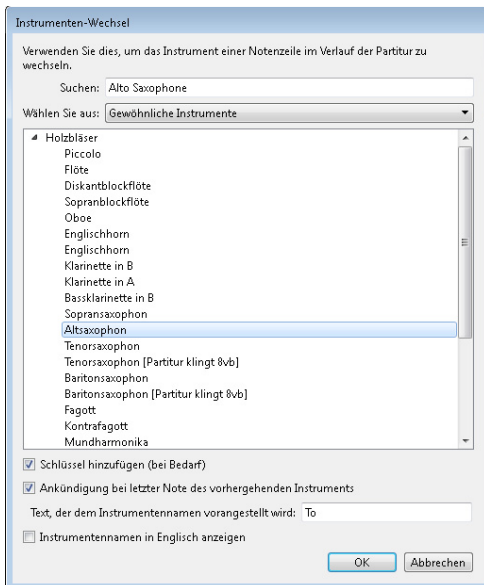 Instrumenten-Wechsel
Verwenden Sie dies, um das Instrument einer Notenzeile im Verlauf der Partitur zu
wechseln.
Suchen: Alto Saxophone
Wählen Sie aus: Gewöhnliche Instrumente
Holzbläser
Piccolo
Flöte
Diskantblockflöte
Sopranblockflöte
Oboe
Englischhorn
Englischhorn
Klarinette in B
Klarinette in A
Bassklarinette in B
Sopransaxophon
Altsaxophon
Tenorsaxophon
Tenorsaxophon [Partitur klingt 8vb]
Baritonsaxophon
Baritonsaxophon [Partitur klingt 8vb]
Fagott
Kontrafagott
Mundharmonika
Schlüssel hinzufügen (bei Bedarf)
Ankündigung bei letzter Note des vorhergehenden Instruments
Text, der dem Instrumentennamen vorangestellt wird: To
Instrumentennamen in Englisch anzeigen
OK Abbrechen